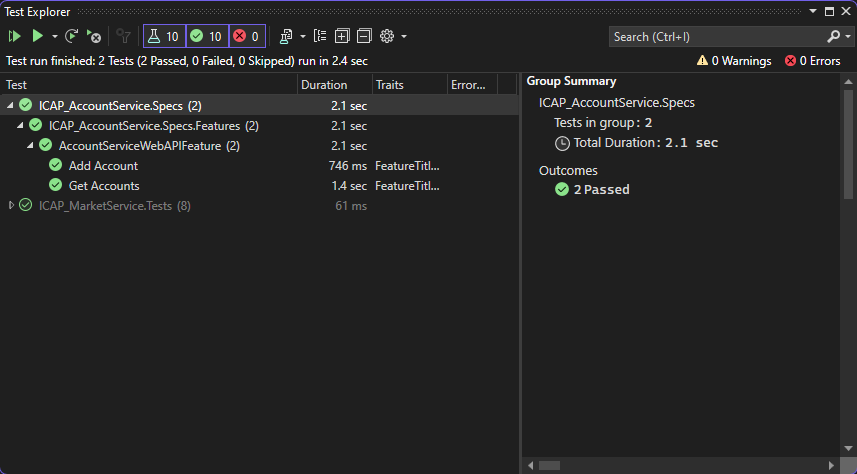 Test Explorer
10 10 0
Search (Ctrl+I)
Test run finished: 2 Tests (2 Passed, 0 Failed, 0 Skipped) run in 2.4 sec
0 Warnings 0 Errors
Test Duration Traits Error...
ICAP_AccountService.Specs (2) 2.1 sec
ICAP_AccountService.Specs.Features (2) 2.1 sec
AccountServiceWebAPIFeature (2) 2.1 sec
Add Account 746 ms FeatureTitl...
Get Accounts 1.4 sec FeatureTitl...
ICAP_MarketService.Tests (8) 61 ms
Group Summary
ICAP_AccountService.Specs
Tests in group: 2
Total Duration: 2.1 sec
Outcomes
2 Passed